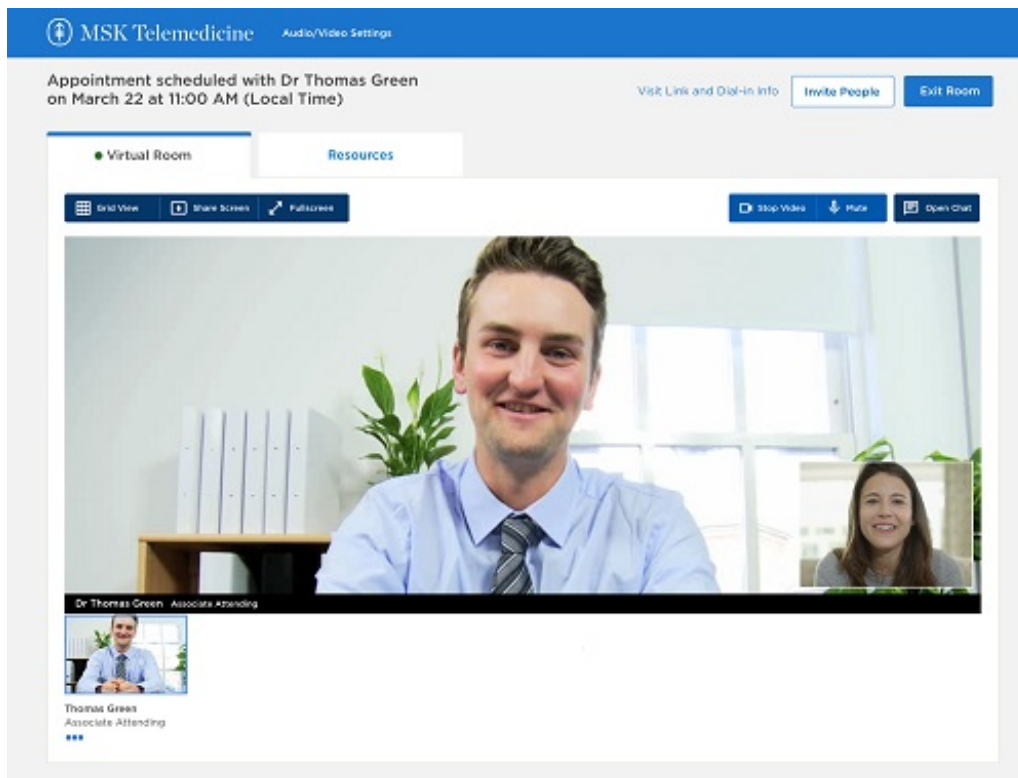 MSK Telemedicine Audio/Video Settings
Appointment scheduled with Dr Thomas Green
on March 22 at 11:00 AM (Local Time)
Visit Link and Dial-in Info Invite People Exit Room
Virtual Room Resources
Grid View Share Screen Fullscreen Stop Video Mute Open Chat
Dr Thomas Green Associate Attending
Thomas Green
Associate Attending